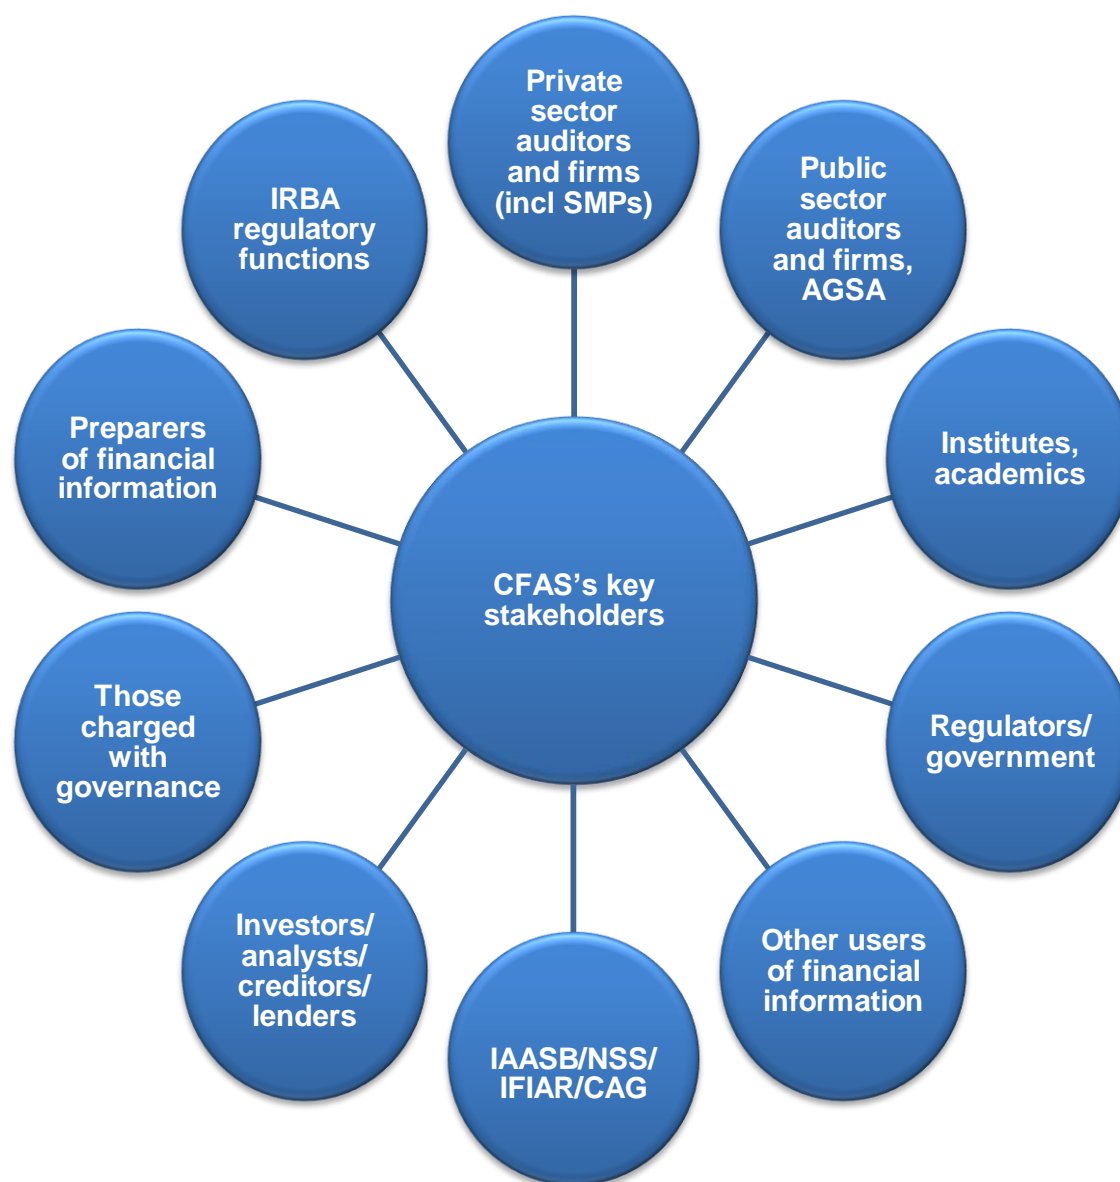 Private
sector
auditors
and firms
(incl SMPs)
Public
sector
auditors
and firms,
AGSA
Institutes,
academics
Regulators/
government
Other users
of financial
information
IAASB/NSS/
IFIAR/CAG
Investors/
analysts/
creditors/
lenders
Those
charged
with
governance
Preparers
of financial
information
IRBA
regulatory
functions
CFAS’s key
stakeholders